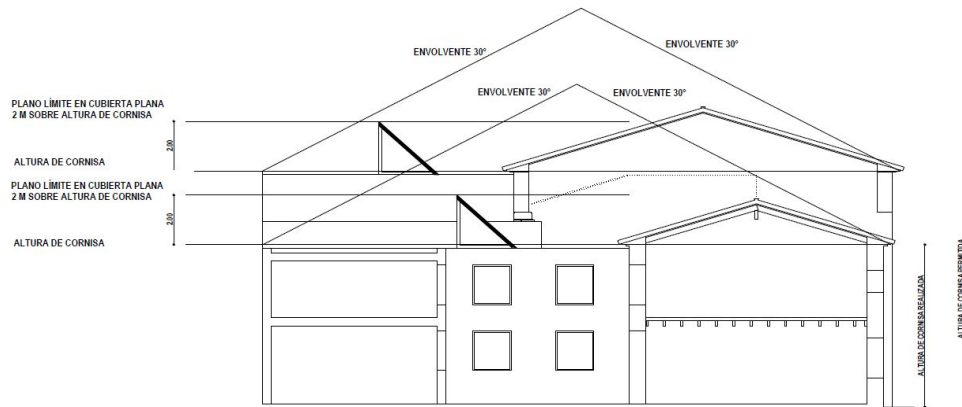 ENVOLVENTE 30°
ENVOLVENTE 30°
ENVOLVENTE 30°
ENVOLVENTE 30°
PLANO LÍMITE EN CUBIERTA PLANA
2 M SOBRE ALTURA DE CORNISA
2.00
ALTURA DE CORNISA
PLANO LÍMITE EN CUBIERTA PLANA
2 M SOBRE ALTURA DE CORNISA
2.00
ALTURA DE CORNISA
ALTURA DE CORNISA REALIZADA
ALTURA DE CORNISA PERMITIDA